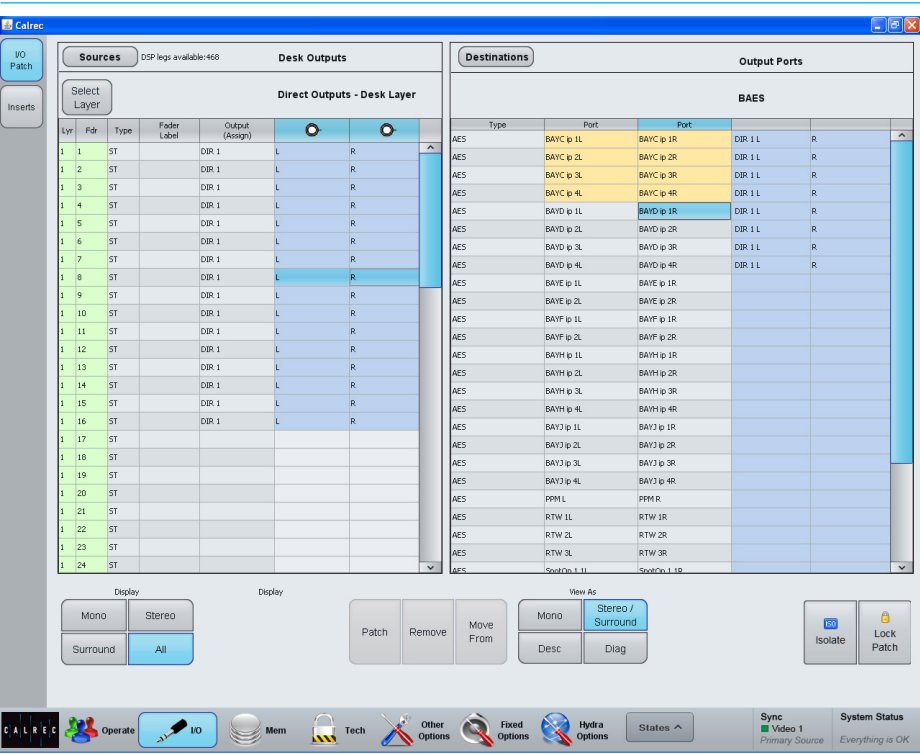 Calrec
I/O Patch
Inserts
Sources DSP legs available:468 Desk Outputs
Select Layer Direct Outputs - Desk Layer
Lyr Fdr Type Fader Label Output (Assign)
1 1 ST DIR 1 L R
1 2 ST DIR 1 L R
1 3 ST DIR 1 L R
1 4 ST DIR 1 L R
1 5 ST DIR 1 L R
1 6 ST DIR 1 L R
1 7 ST DIR 1 L R
1 8 ST DIR 1 L R
1 9 ST DIR 1 L R
1 10 ST DIR 1 L R
1 11 ST DIR 1 L R
1 12 ST DIR 1 L R
1 13 ST DIR 1 L R
1 14 ST DIR 1 L R
1 15 ST DIR 1 L R
1 16 ST DIR 1 L R
1 17 ST
1 18 ST
1 19 ST
1 20 ST
1 21 ST
1 22 ST
1 23 ST
1 24 ST
Destinations Output Ports
BAES
Type Port Port
AES BAYC ip 1L BAYC ip 1R DIR 1 L R
AES BAYC ip 2L BAYC ip 2R DIR 1 L R
AES BAYC ip 3L BAYC ip 3R DIR 1 L R
AES BAYC ip 4L BAYC ip 4R DIR 1 L R
AES BAYD ip 1L BAYD ip 1R DIR 1 L R
AES BAYD ip 2L BAYD ip 2R DIR 1 L R
AES BAYD ip 3L BAYD ip 3R DIR 1 L R
AES BAYD ip 4L BAYD ip 4R DIR 1 L R
AES BAYE ip 1L BAYE ip 1R
AES BAYE ip 2L BAYE ip 2R
AES BAYF ip 1L BAYF ip 1R
AES BAYF ip 2L BAYF ip 2R
AES BAYH ip 1L BAYH ip 1R
AES BAYH ip 2L BAYH ip 2R
AES BAYH ip 3L BAYH ip 3R
AES BAYH ip 4L BAYH ip 4R
AES BAYJ ip 1L BAYJ ip 1R
AES BAYJ ip 2L BAYJ ip 2R
AES BAYJ ip 3L BAYJ ip 3R
AES BAYJ ip 4L BAYJ ip 4R
AES PPM L PPM R
AES RTW 1L RTW 1R
AES RTW 2L RTW 2R
AES RTW 3L RTW 3R
AES SpotOp 1 1L SpotOp 1 1R
Display Display View As
Mono Stereo
Surround All
Patch Remove Move From
Mono Stereo / Surround
Desc Diag
ISO Isolate
Lock Patch
CALREC Operate I/O Mem Tech Other Options Fixed Options Hydra Options States
Sync
Video 1
Primary Source
System Status
Everything is OK